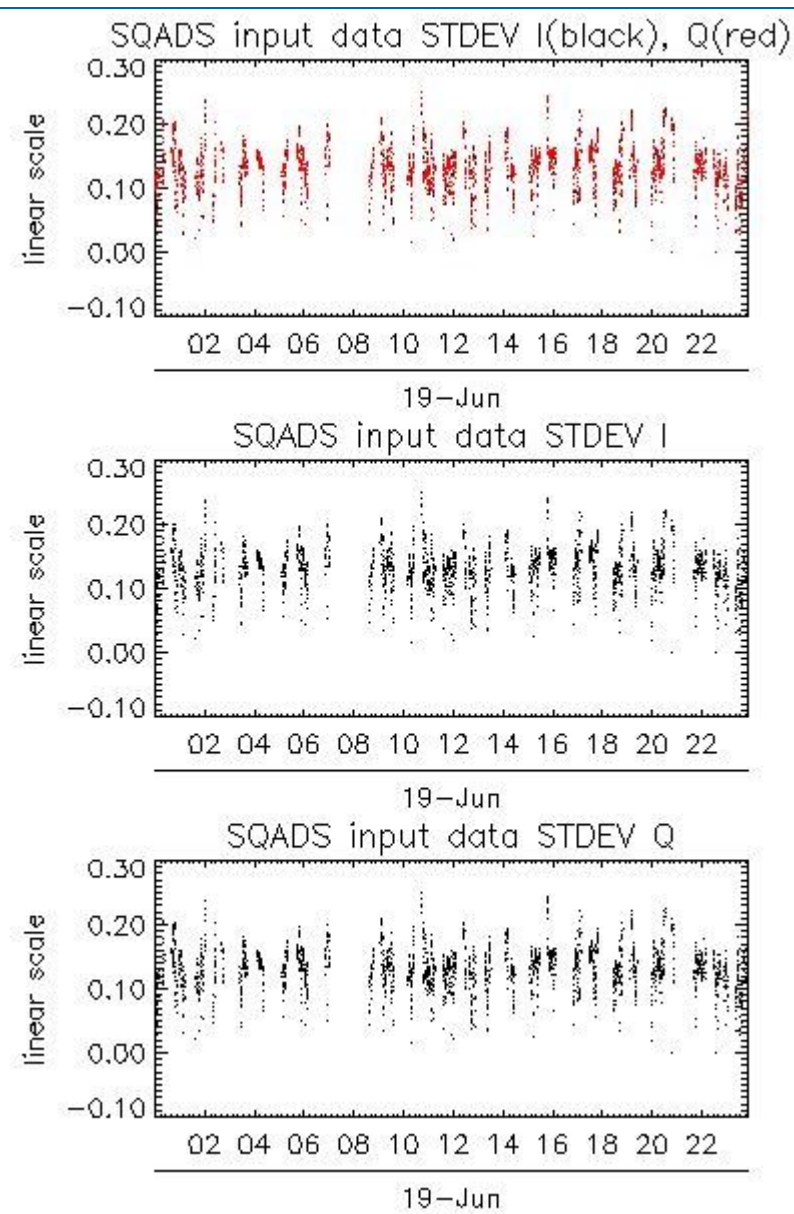 SQADS input data STDEV I(black), Q(red)
0.30
0.20
0.10
0.00
-0.10
linear scale
02 04 06 08 10 12 14 16 18 20 22
19-Jun
SQADS input data STDEV I
0.30
0.20
0.10
0.00
-0.10
linear scale
02 04 06 08 10 12 14 16 18 20 22
19-Jun
SQADS input data STDEV Q
0.30
0.20
0.10
0.00
-0.10
linear scale
02 04 06 08 10 12 14 16 18 20 22
19-Jun